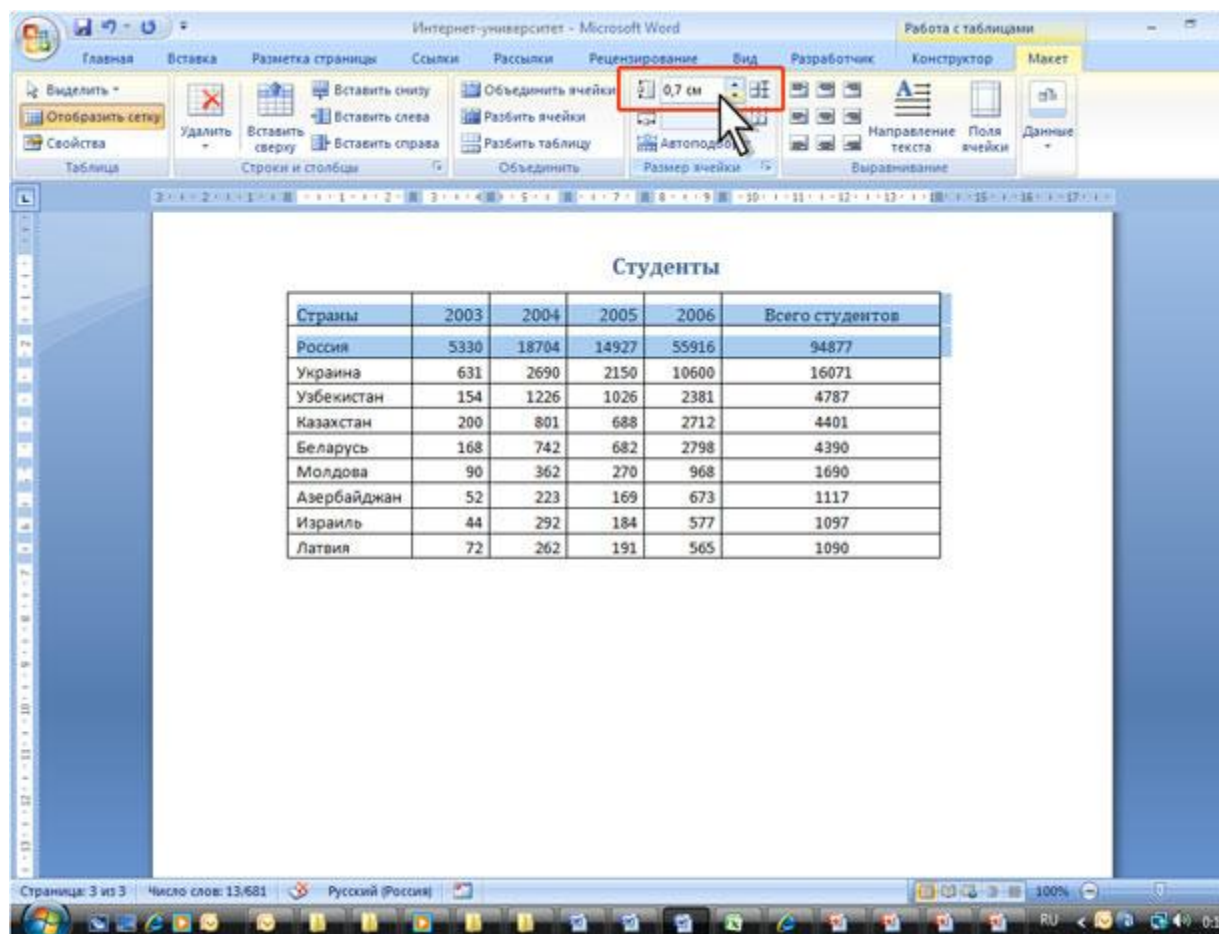 Интернет-университет - Microsoft Word Работа с таблицами
Главная Вставка Разметка страницы Ссылки Рассылки Рецензирование Вид Разработчик Конструктор Макет
Выделить
Отобразить сетку
Свойства
Таблица
Удалить
Вставить сверху
Вставить снизу
Вставить слева
Вставить справа
Строки и столбцы
Объединить ячейки
Разбить ячейки
Разбить таблицу
Объединить
0,7 см
Размер ячейки
Направление текста
Поля ячейки
Выравнивание
Данные
Студенты
Страны 2003 2004 2005 2006 Всего студентов
Россия 5330 18704 14927 55916 94877
Украина 631 2690 2150 10600 16071
Узбекистан 154 1226 1026 2381 4787
Казахстан 200 801 688 2712 4401
Беларусь 168 742 682 2798 4390
Молдова 90 362 270 968 1690
Азербайджан 52 223 169 673 1117
Израиль 44 292 184 577 1097
Латвия 72 262 191 565 1090
Страница: 3 из 3 Число слов: 13/681 Русский (Россия) 100%
RU